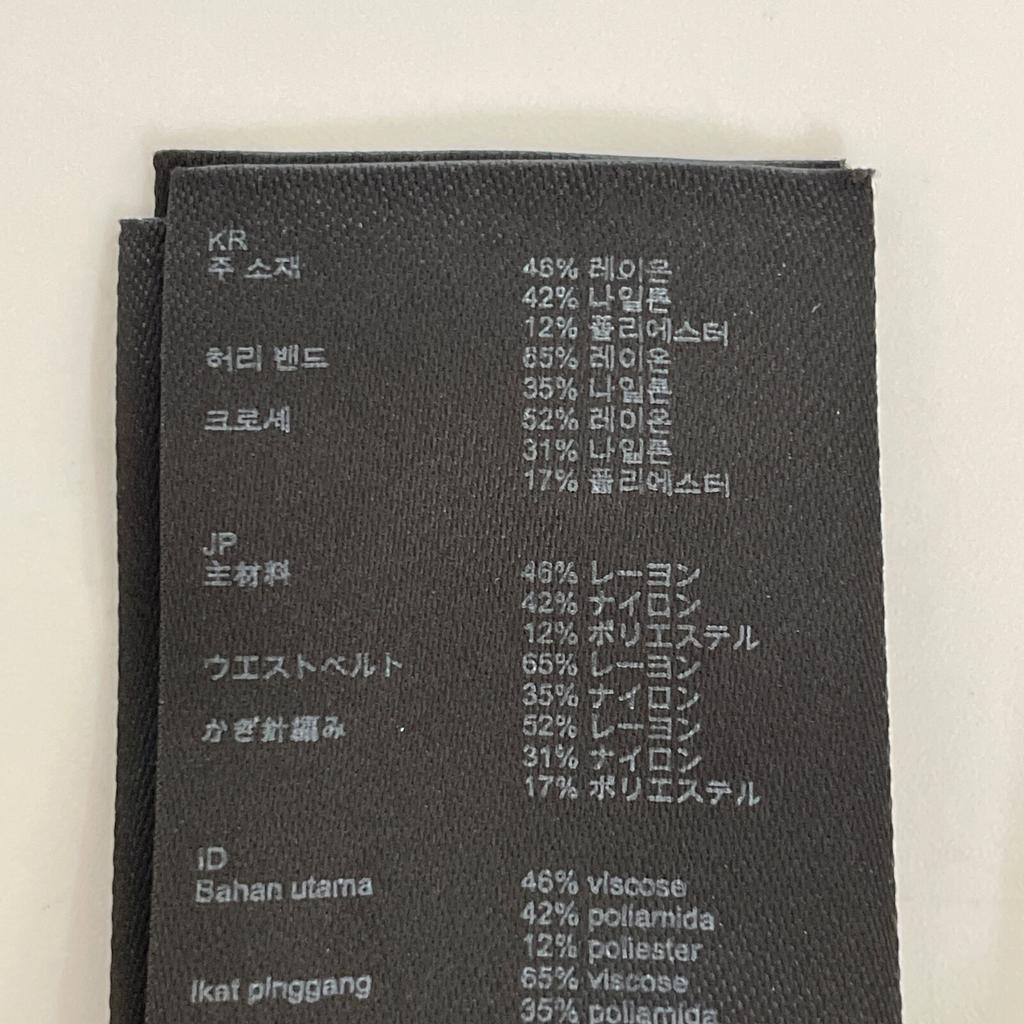 KR
주 소재 46% 레이온
42% 나일론
12% 폴리에스터
허리 밴드 65% 레이온
35% 나일론
크로셰 52% 레이온
31% 나일론
17% 폴리에스터
JP
主材料 46% レーヨン
42% ナイロン
12% ポリエステル
ウエストベルト 65% レーヨン
35% ナイロン
かぎ針編み 52% レーヨン
31% ナイロン
17% ポリエステル
ID
Bahan utama 46% viscose
42% poliamida
12% poliester
Ikat pinggang 65% viscose
35% poliamida